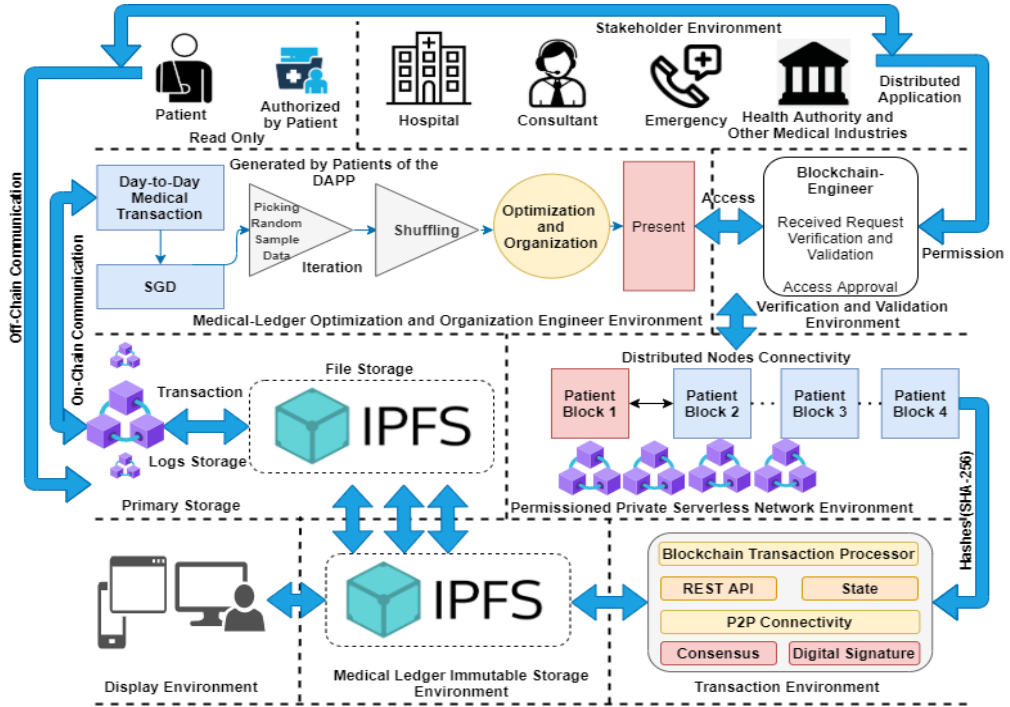 Stakeholder Environment
Patient
Authorized
by Patient
Read Only
Hospital
Consultant
Emergency
Health Authority and
Other Medical Industries
Distributed
Application
Off-Chain Communication
On-Chain Communication
Generated by Patients of the
DAPP
Day-to-Day
Medical
Transaction
SGD
Picking
Random
Sample
Data
Iteration
Shuffling
Optimization
and
Organization
Present
Access
Blockchain-
Engineer
Received Request
Verification and
Validation
Access Approval
Permission
Medical-Ledger Optimization and Organization Engineer Environment
Verification and Validation
Environment
Transaction
Logs Storage
Primary Storage
File Storage
IPFS
Distributed Nodes Connectivity
Patient
Block 1
Patient
Block 2
Patient
Block 3
Patient
Block 4
Permissioned Private Serverless Network Environment
Hashes (SHA-256)
Display Environment
IPFS
Medical Ledger Immutable Storage
Environment
Blockchain Transaction Processor
REST API
State
P2P Connectivity
Consensus
Digital Signature
Transaction Environment